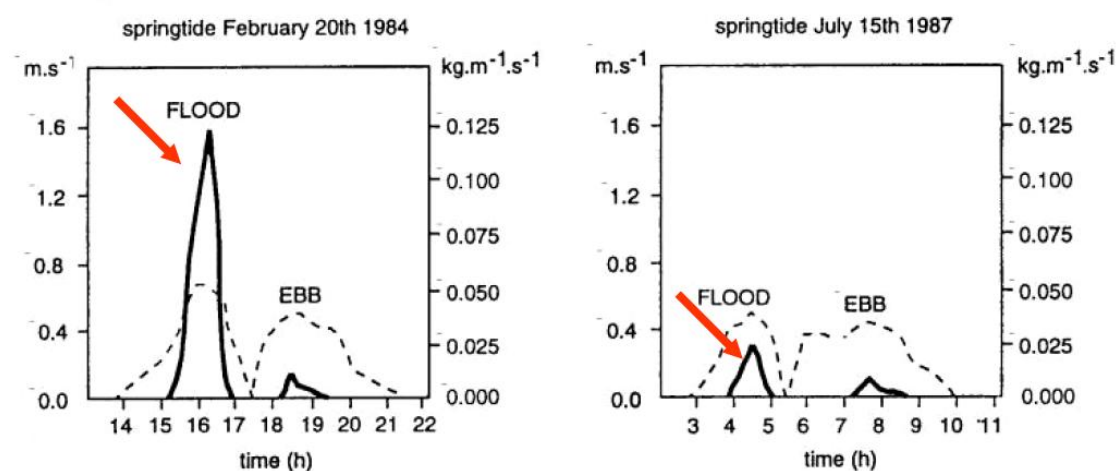 springtide February 20th 1984
m.s⁻¹
kg.m⁻¹.s⁻¹
FLOOD
EBB
1.6
1.2
0.8
0.4
0.0
0.125
0.100
0.075
0.050
0.025
0.000
14 15 16 17 18 19 20 21 22
time (h)
springtide July 15th 1987
m.s⁻¹
kg.m⁻¹.s⁻¹
FLOOD
EBB
1.6
1.2
0.8
0.4
0.0
0.125
0.100
0.075
0.050
0.025
0.000
3 4 5 6 7 8 9 10 11
time (h)